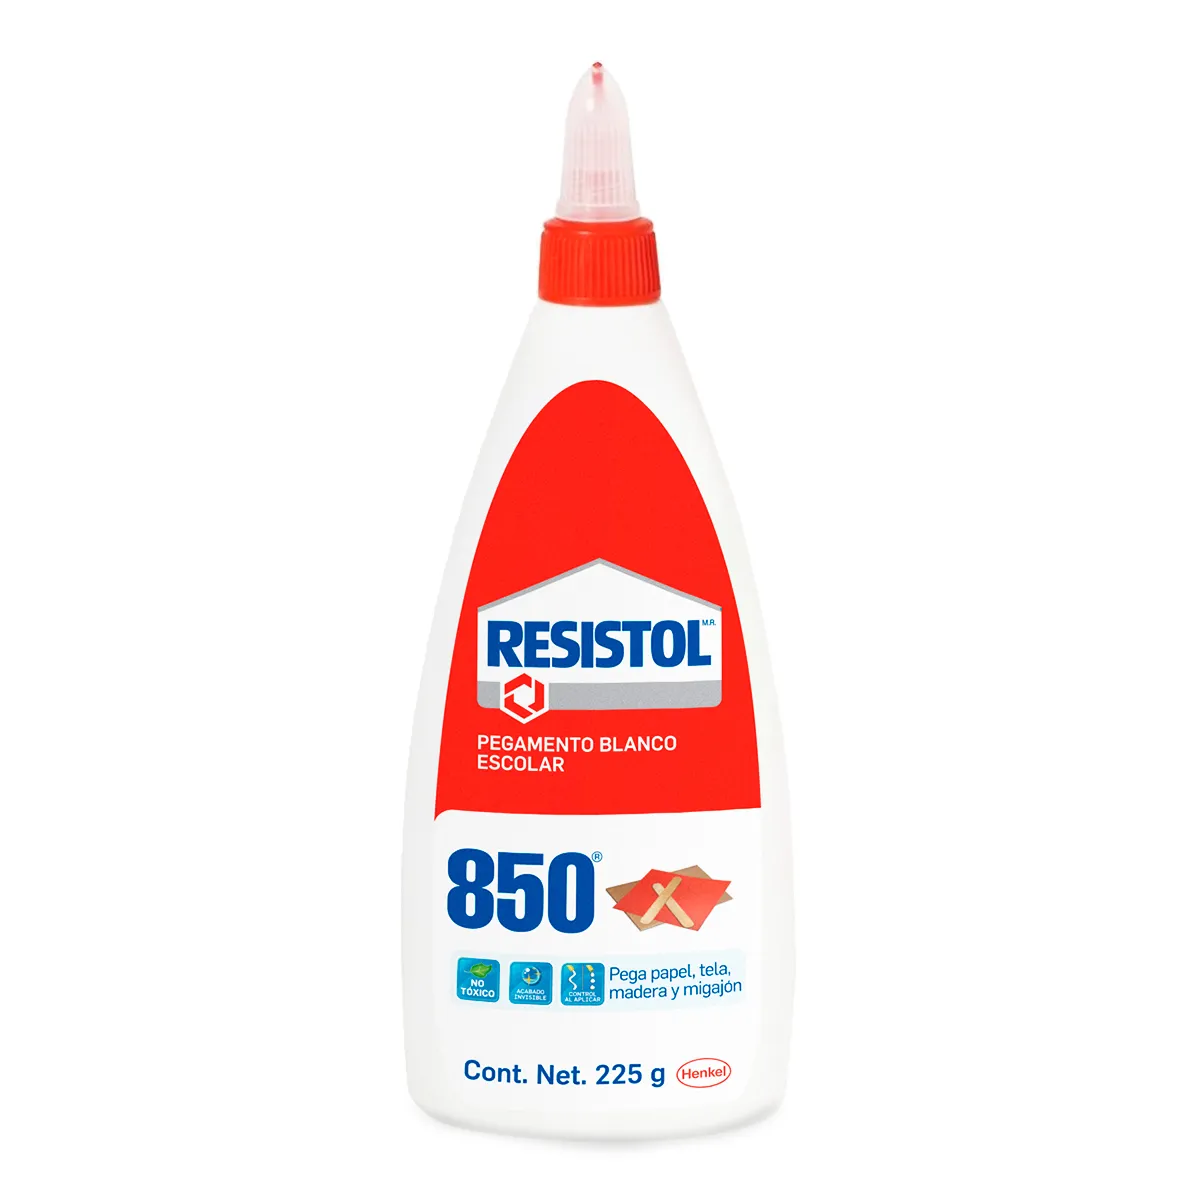 RESISTOL M.R.
PEGAMENTO BLANCO
ESCOLAR
850®
NO
TÓXICO
ACABADO
INVISIBLE
CONTROL
AL APLICAR
Pega papel, tela,
madera y migajón
Cont. Net. 225 g
Henkel